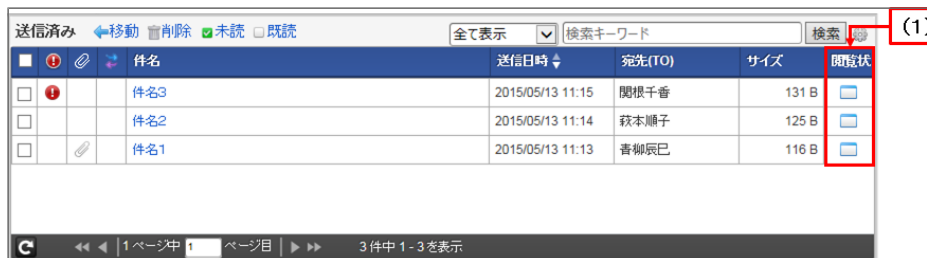 送信済み 移動 削除 未読 既読 全て表示 検索キーワード 検索 (1)
件名 送信日時 宛先(TO) サイズ 閲覧状
件名3 2015/05/13 11:15 関根千香 131 B
件名2 2015/05/13 11:14 萩本順子 125 B
件名1 2015/05/13 11:13 青柳辰巳 116 B
1ページ中 1 ページ目 3件中 1 - 3を表示